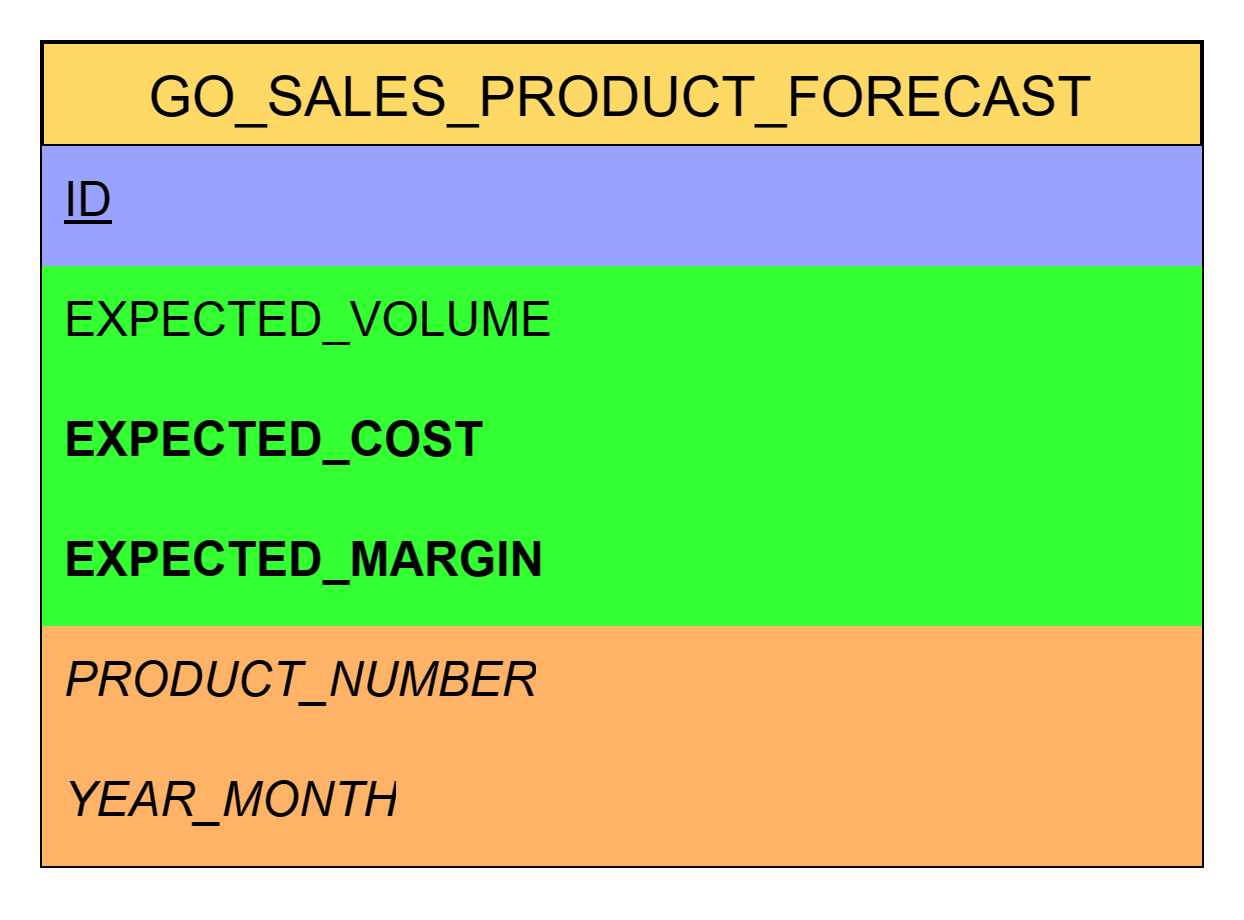 GO_SALES_PRODUCT_FORECAST
ID
EXPECTED_VOLUME
EXPECTED_COST
EXPECTED_MARGIN
PRODUCT_NUMBER
YEAR_MONTH